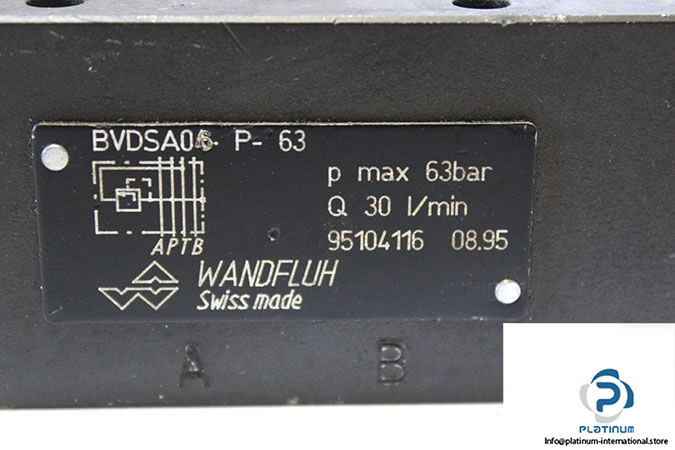 BVDSA06 P- 63
p max 63bar
Q 30 l/min
APTB
95104116 08.95
WANDFLUH
Swiss made
A B
PLATINUM
Info@platinum-international.store